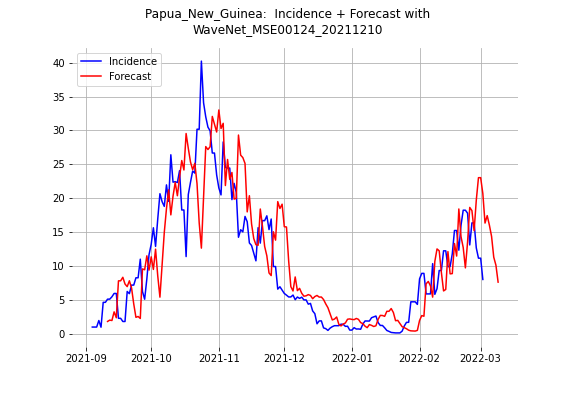 Papua_New_Guinea:  Incidence + Forecast with
WaveNet_MSE00124_20211210
Incidence
Forecast
40
35
30
25
20
15
10
5
0
2021-09 2021-10 2021-11 2021-12 2022-01 2022-02 2022-03